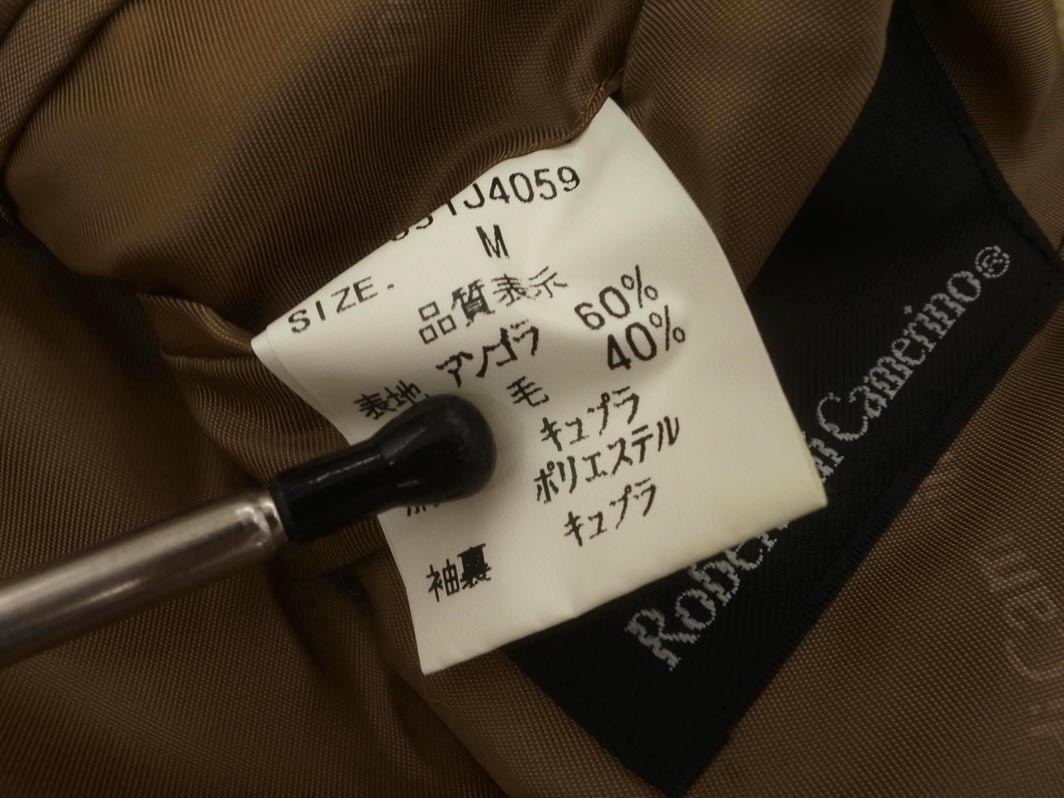 J4059
SIZE. M
品質表示
表地 アンゴラ 60%
毛 40%
キュプラ
ポリエステル
袖裏 キュプラ
Camerino®